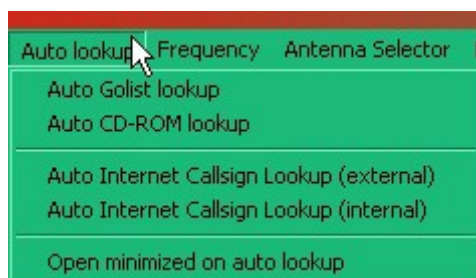 Auto lookup Frequency Antenna Selector
Auto Golist lookup
Auto CD-ROM lookup
Auto Internet Callsign Lookup (external)
Auto Internet Callsign Lookup (internal)
Open minimized on auto lookup